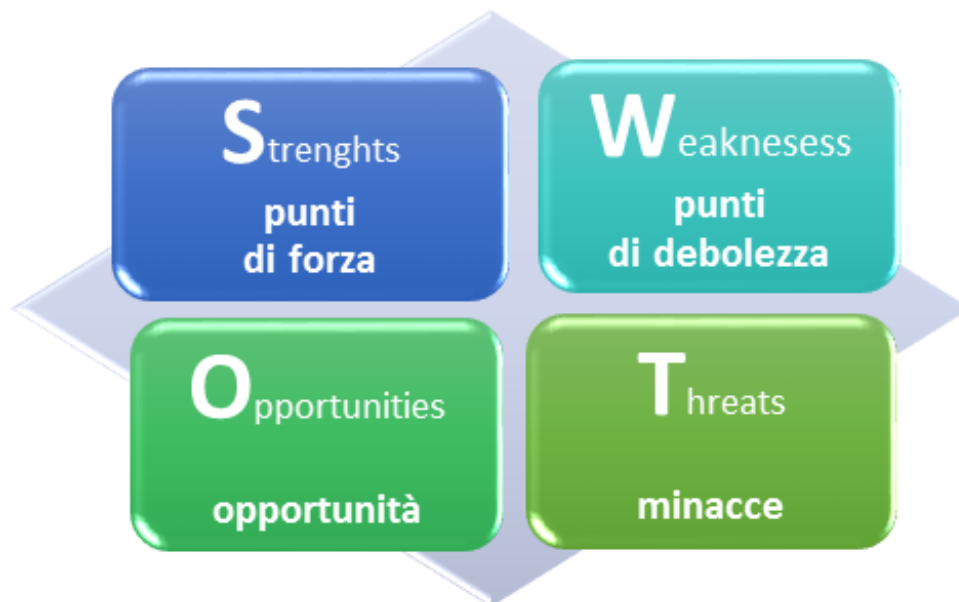 Strenghts
punti
di forza
Weaknesess
punti
di debolezza
Opportunities
opportunità
Threats
minacce